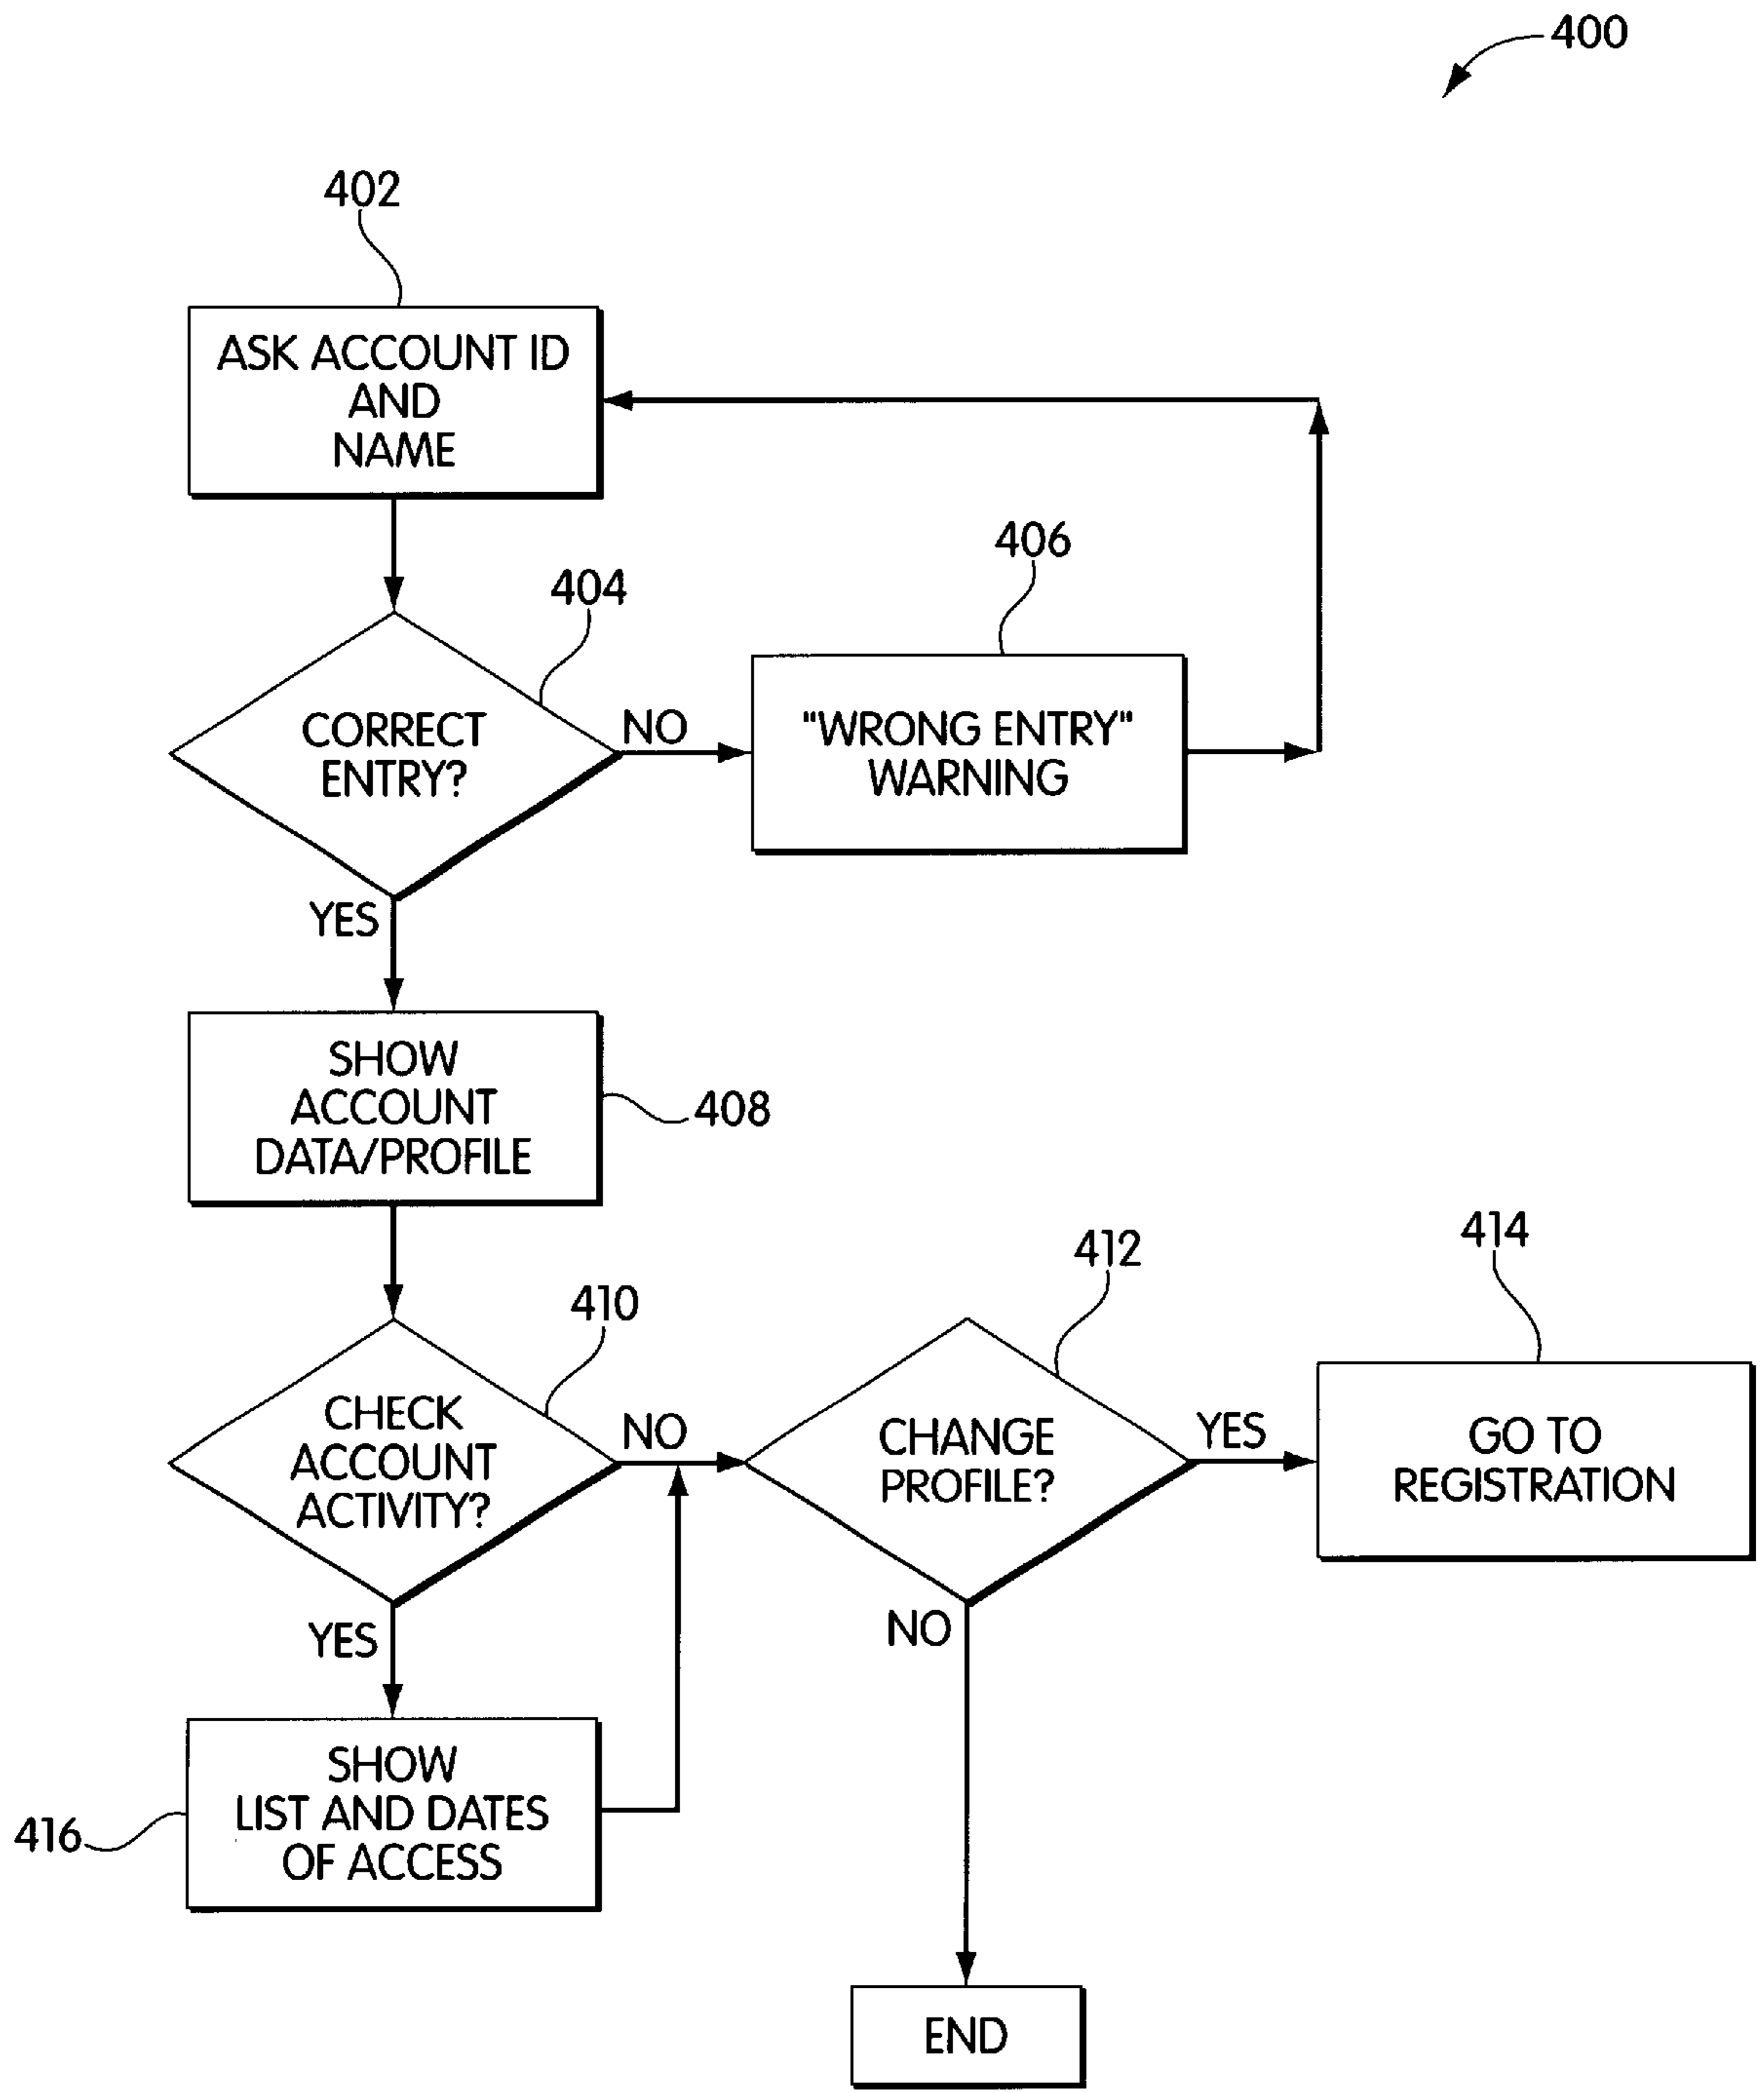 400
402
ASK ACCOUNT ID
AND
NAME
404
406
CORRECT
ENTRY?
NO
"WRONG ENTRY"
WARNING
YES
SHOW
ACCOUNT
DATA/PROFILE
408
410
412
414
CHECK
ACCOUNT
ACTIVITY?
NO
CHANGE
PROFILE?
YES
GO TO
REGISTRATION
YES
NO
SHOW
LIST AND DATES
OF ACCESS
416
END